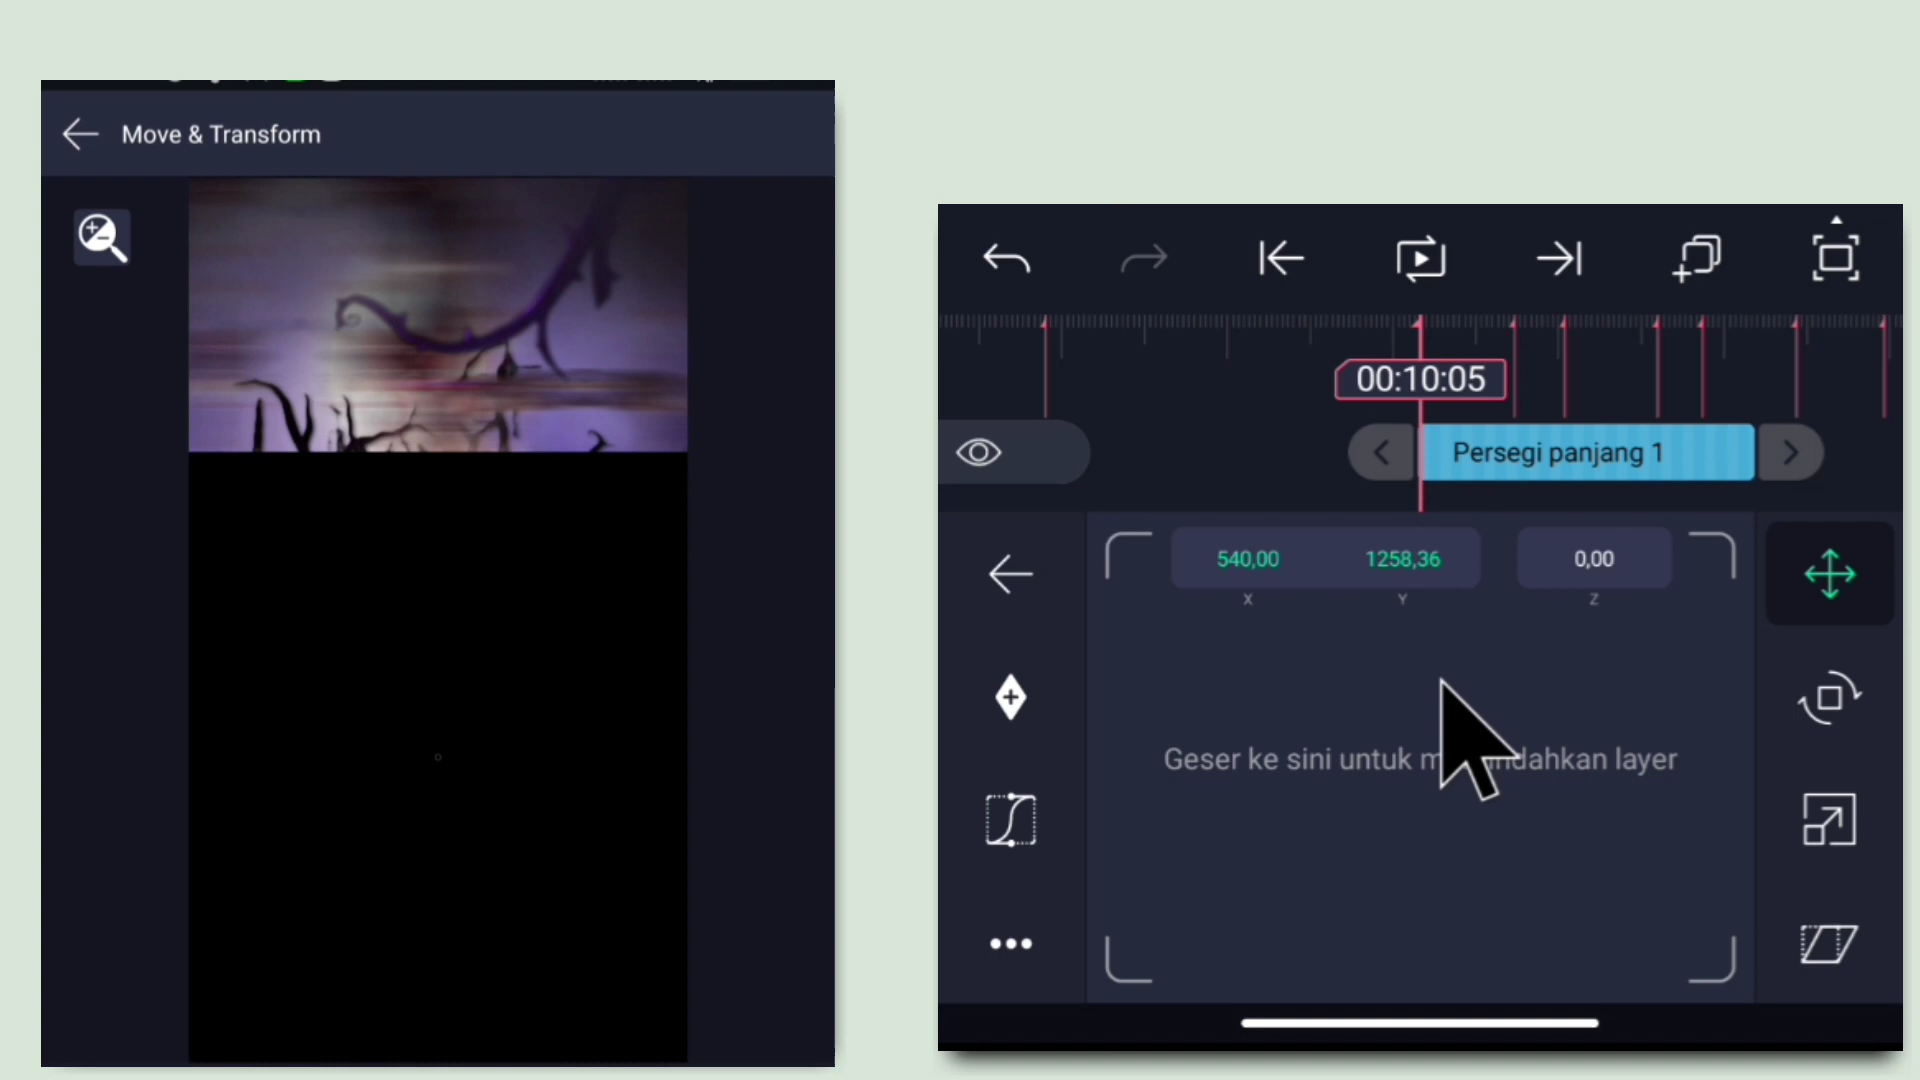 Move & Transform
00:10:05
Persegi panjang 1
540,00 1258,36 0,00
X Y Z
Geser ke sini untuk layer